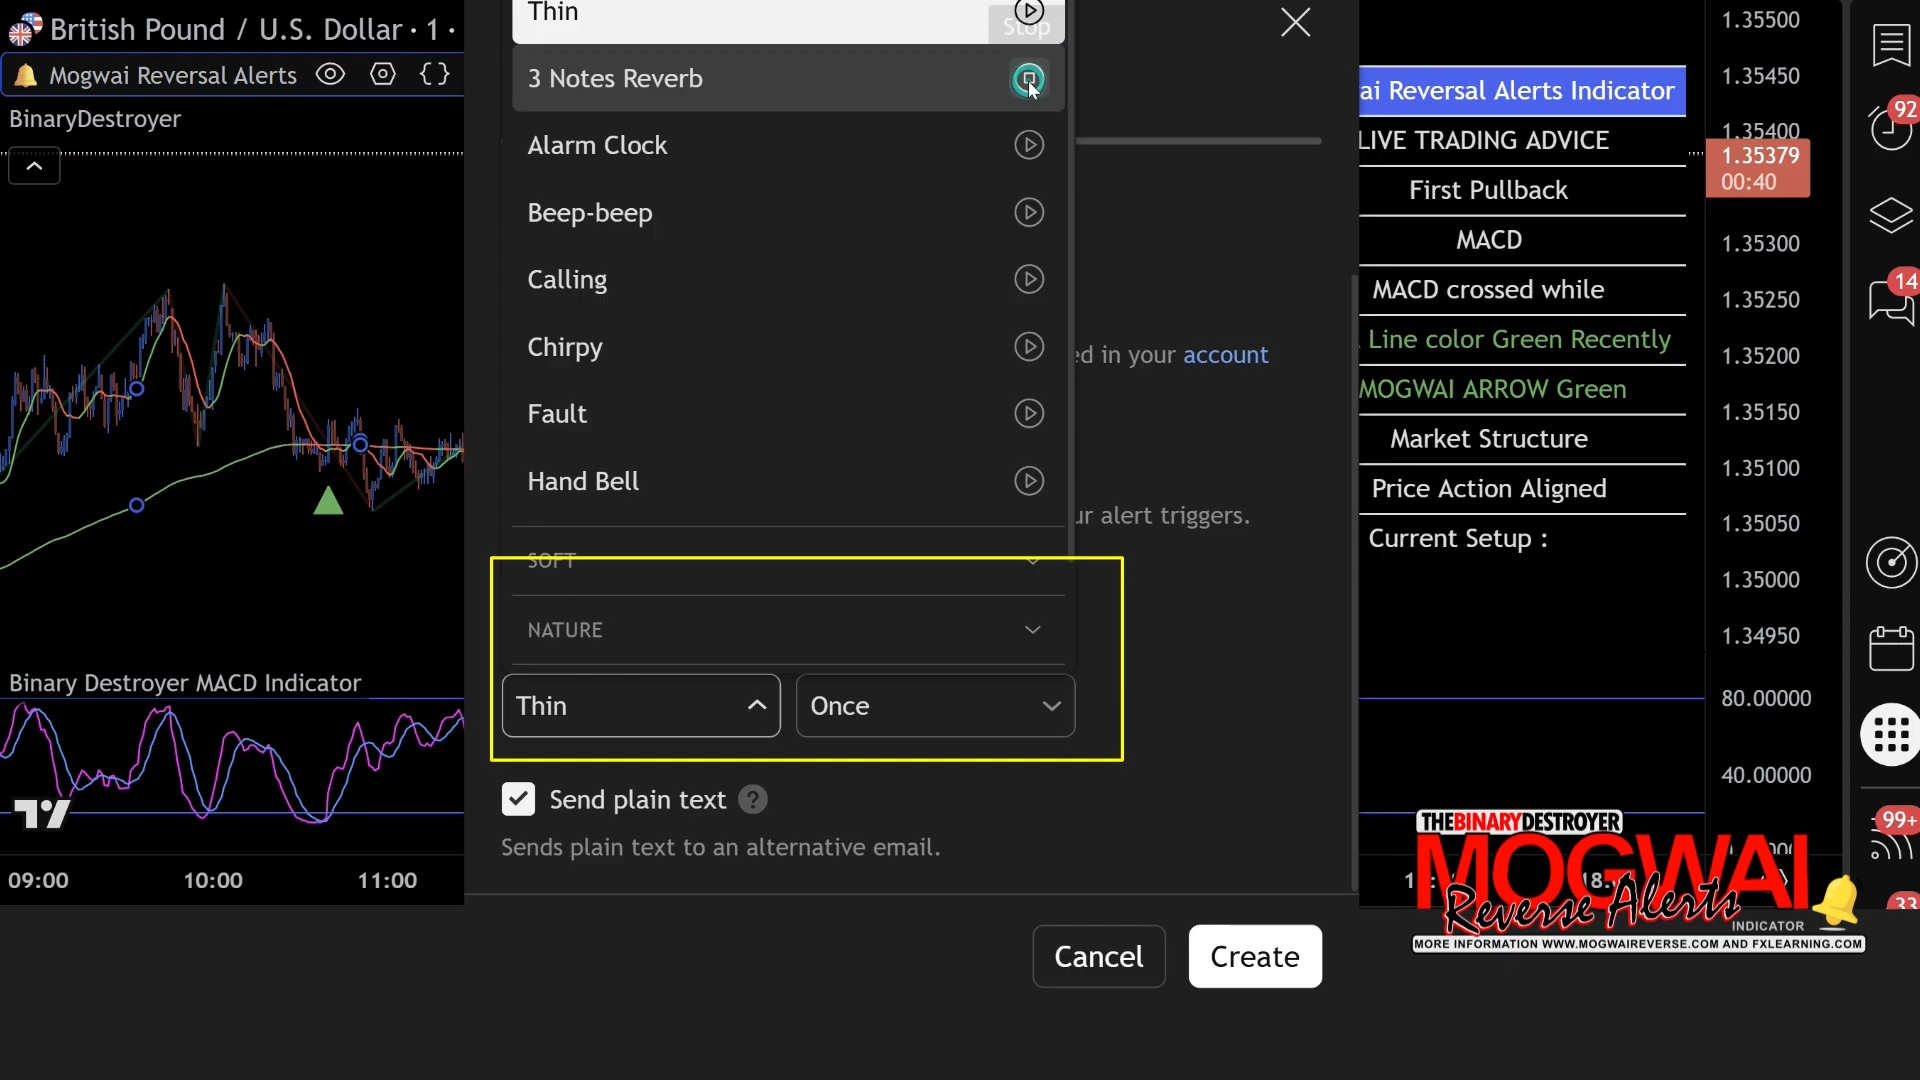 British Pound / U.S. Dollar · 1 ·
Mogwai Reversal Alerts
BinaryDestroyer
Binary Destroyer MACD Indicator
09:00
10:00
11:00
Thin
Stop
3 Notes Reverb
Alarm Clock
Beep-beep
Calling
Chirpy
Fault
Hand Bell
SOFT
NATURE
Thin
Once
Send plain text ?
Sends plain text to an alternative email.
ed in your account
ur alert triggers.
Cancel
Create
ai Reversal Alerts Indicator
LIVE TRADING ADVICE
First Pullback
MACD
MACD crossed while
Line color Green Recently
MOGWAI ARROW Green
Market Structure
Price Action Aligned
Current Setup :
1.35500
1.35450
1.35400
1.35379
00:40
1.35300
1.35250
1.35200
1.35150
1.35100
1.35050
1.35000
1.34950
80.00000
40.00000
92
14
99+
33
THEBINARYDESTROYER
MOGWAI
Reverse Alerts
INDICATOR
MORE INFORMATION WWW.MOGWAIREVERSE.COM AND FXLEARNING.COM